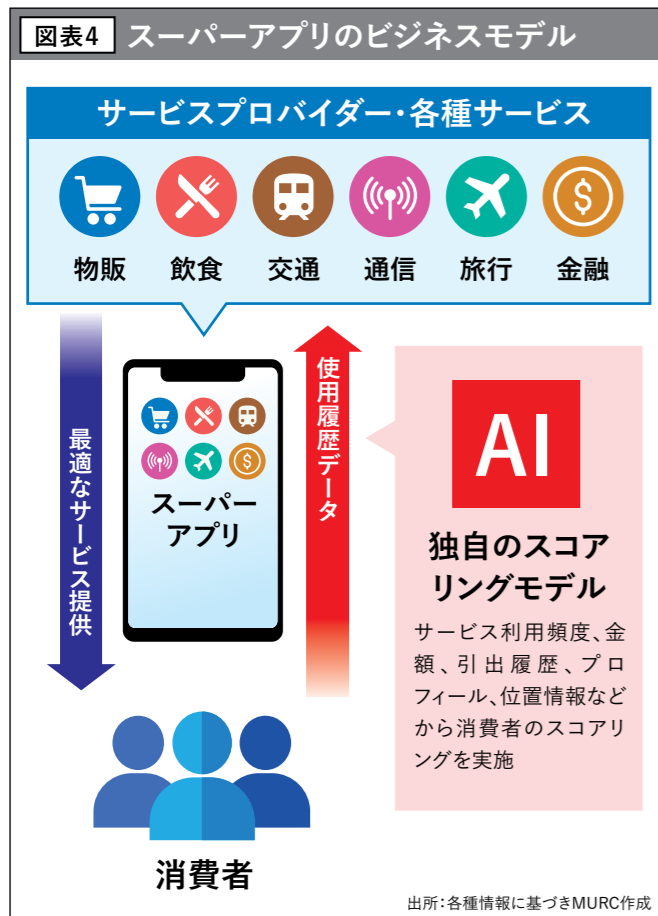 図表4 スーパーアプリのビジネスモデル
サービスプロバイダー・各種サービス
物販 飲食 交通 通信 旅行 金融
最適なサービス提供
スーパー
アプリ
使用履歴データ
AI
独自のスコア
リングモデル
サービス利用頻度、金
額、引出履歴、プロ
フィール、位置情報など
から消費者のスコアリ
ングを実施
消費者
出所:各種情報に基づきMURC作成